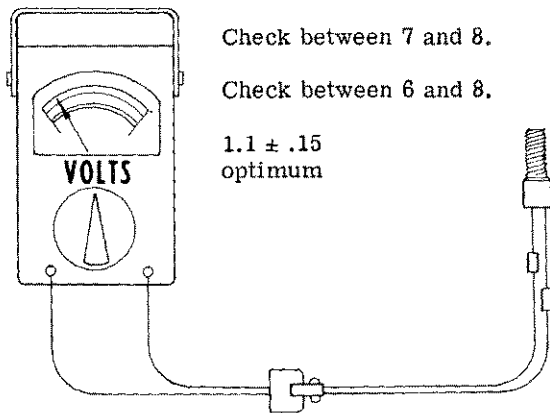 Check between 7 and 8.
Check between 6 and 8.
1.1 ± .15
optimum
VOLTS